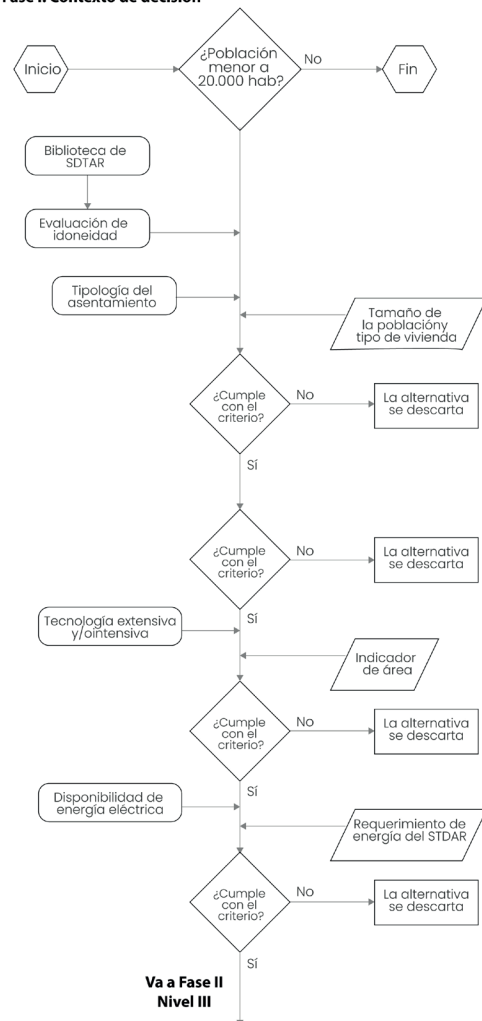 Fase I. Contexto de decisión
Inicio
¿Población
menor a
20.000 hab?
No
Fin
Biblioteca de
SDTAR
Evaluación de
idoneidad
Tipología del
asentamiento
Tamaño de
la poblacióny
tipo de vivienda
¿Cumple
con el
criterio?
No
La alternativa
se descarta
Sí
¿Cumple
con el
criterio?
No
La alternativa
se descarta
Sí
Tecnología extensiva
y/ointensiva
Indicador
de área
¿Cumple
con el
criterio?
No
La alternativa
se descarta
Sí
Disponibilidad de
energía eléctrica
Requerimiento de
energía del STDAR
¿Cumple
con el
criterio?
No
La alternativa
se descarta
Sí
Va a Fase II
Nivel III